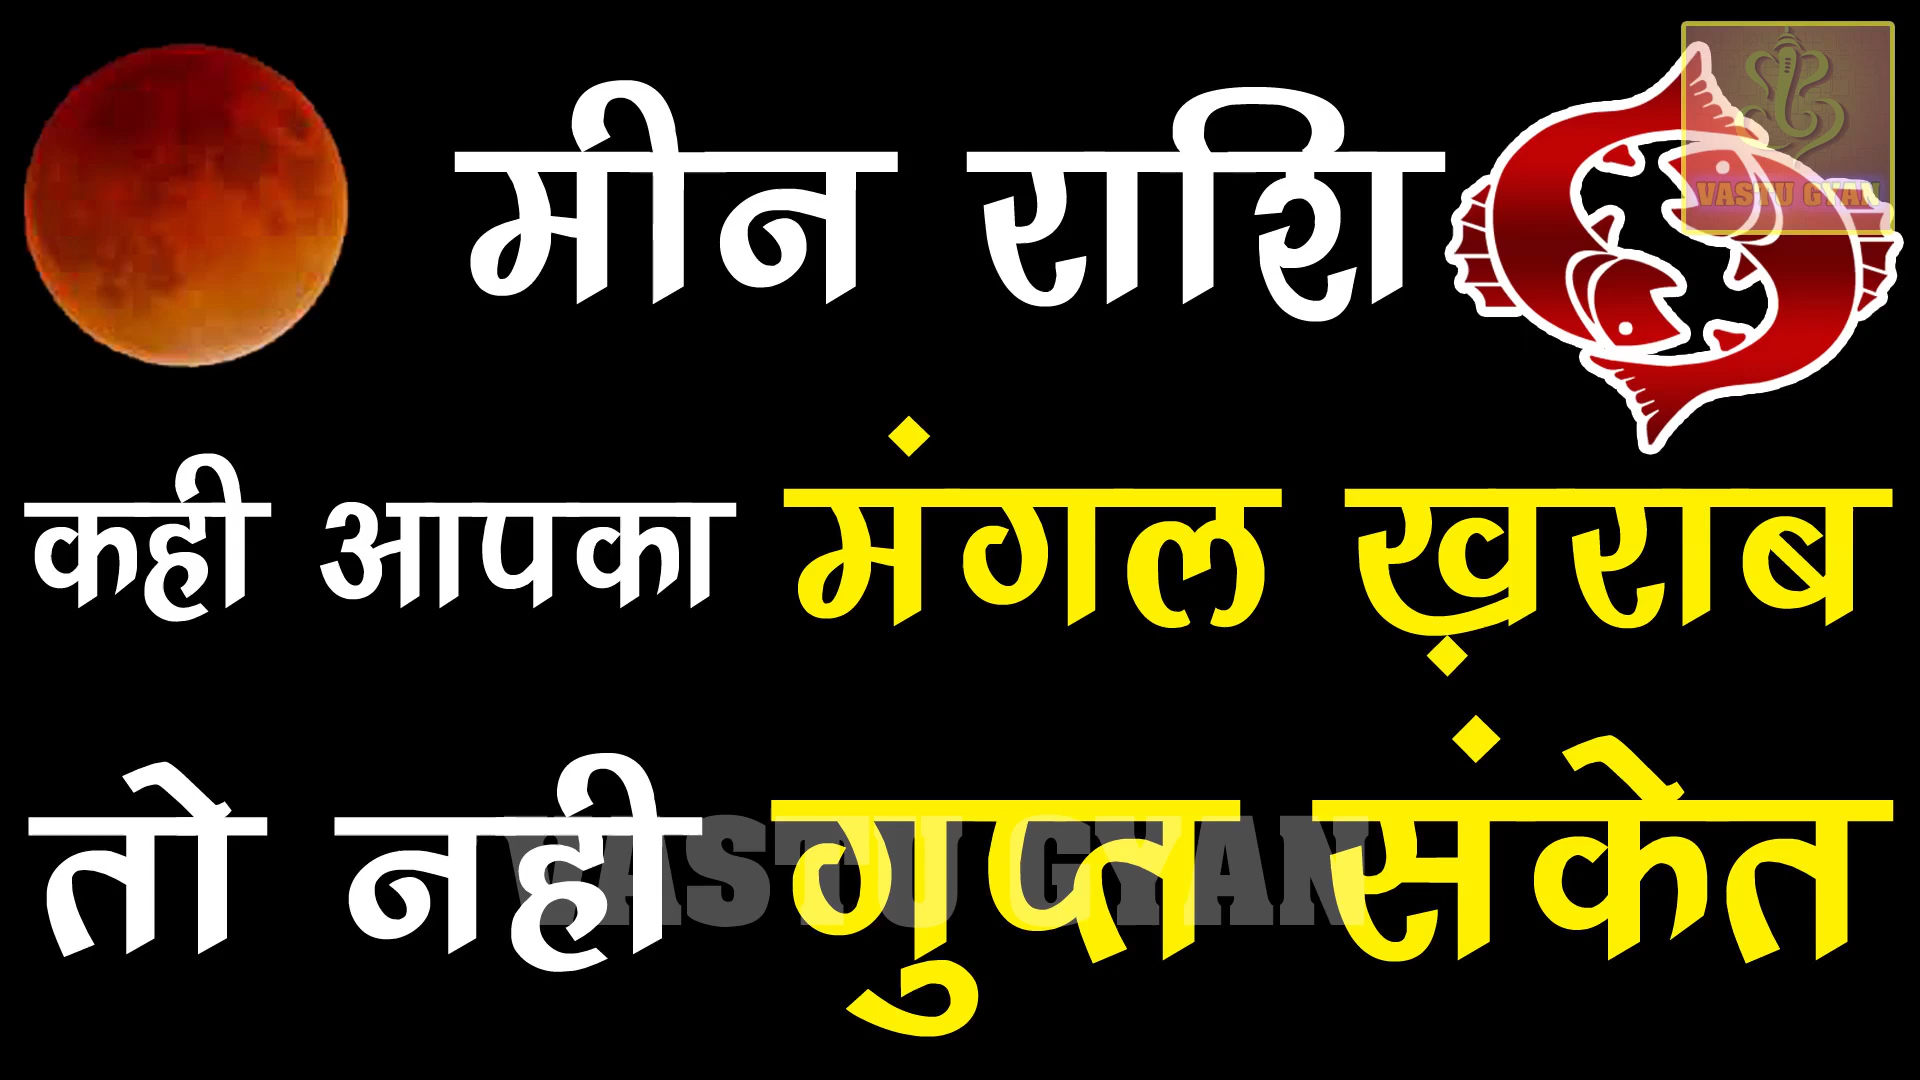 मीन राशि
VASTU GYAN
कही आपका मंगल ख़राब
तो नही गुप्त संकेत
VASTU GYAN